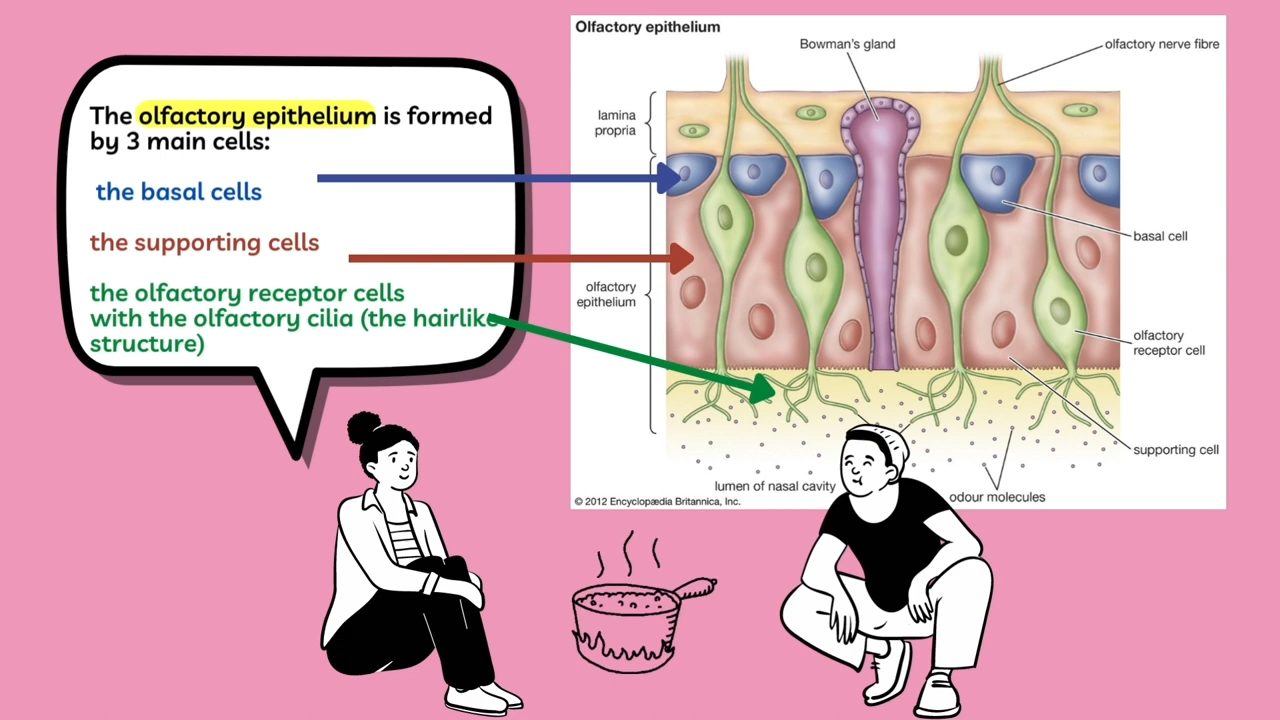 The olfactory epithelium is formed
by 3 main cells:
the basal cells
the supporting cells
the olfactory receptor cells
with the olfactory cilia (the hairlike
structure)
Olfactory epithelium
Bowman's gland
olfactory nerve fibre
lamina
propria
olfactory
epithelium
basal cell
olfactory
receptor cell
supporting cell
lumen of nasal cavity
odour molecules
© 2012 Encyclopædia Britannica, Inc.